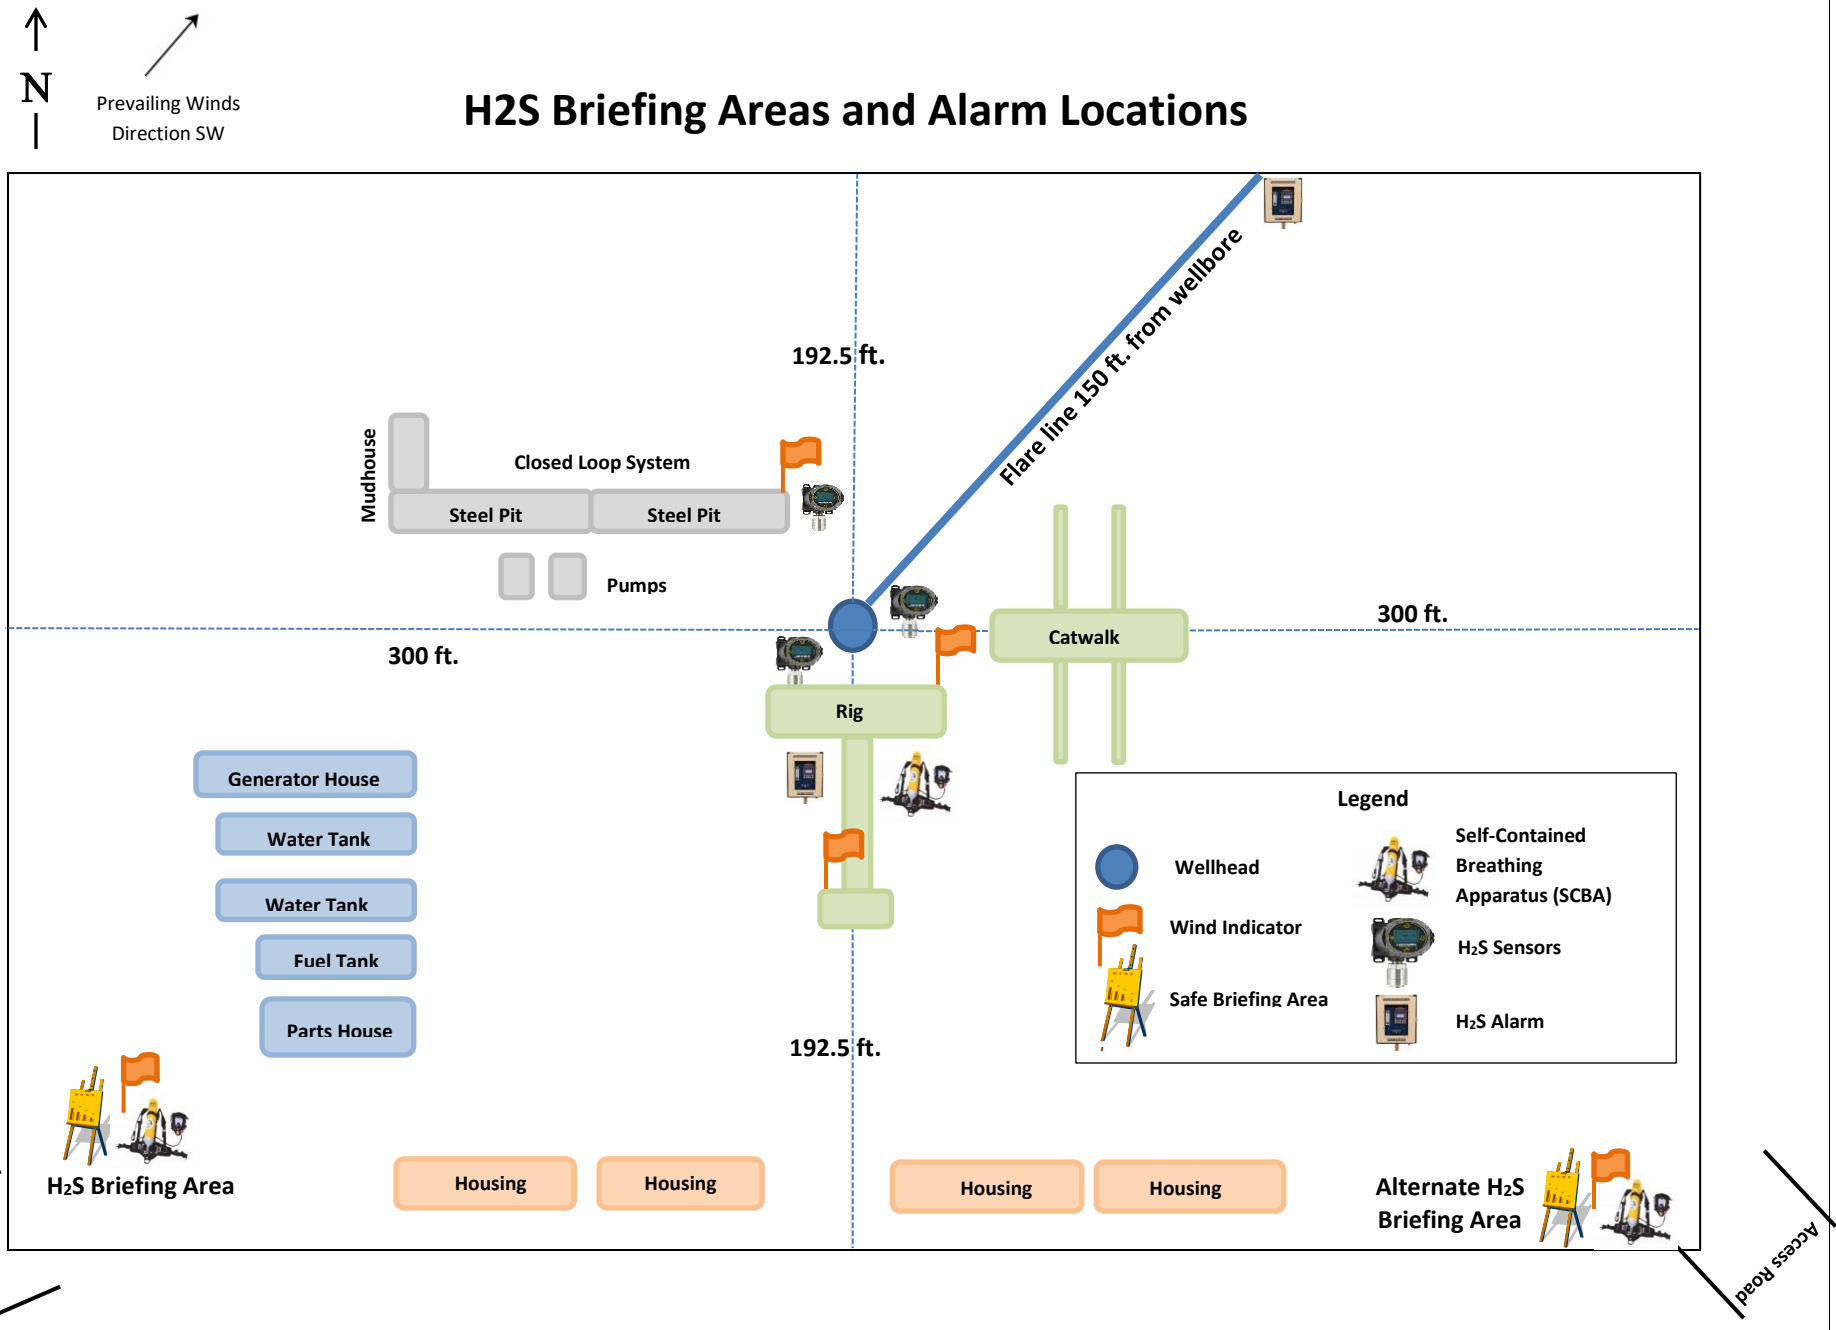 N
Prevailing Winds
Direction SW
H2S Briefing Areas and Alarm Locations
192.5 ft.
Flare line 150 ft. from wellbore
Mudhouse
Closed Loop System
Steel Pit
Steel Pit
Pumps
300 ft.
300 ft.
Catwalk
Rig
Generator House
Water Tank
Water Tank
Fuel Tank
Parts House
192.5 ft.
Legend
Wellhead
Wind Indicator
Safe Briefing Area
Self-Contained
Breathing
Apparatus (SCBA)
H2S Sensors
H2S Alarm
H2S Briefing Area
Housing
Housing
Housing
Housing
Alternate H2S
Briefing Area
Access Road